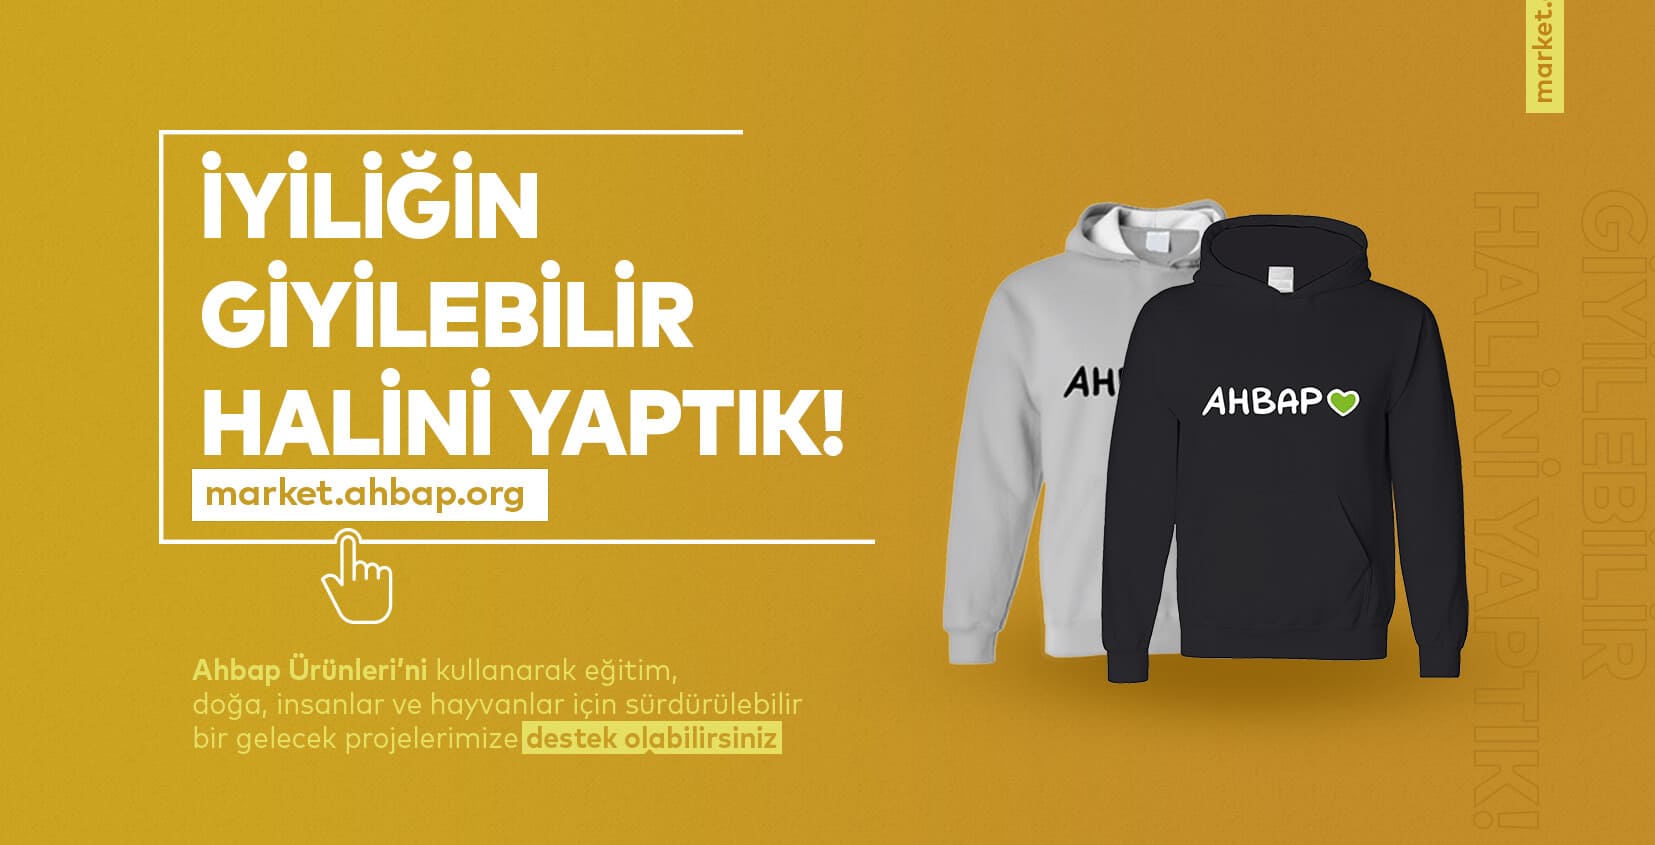 İYİLİĞİN
GİYİLEBİLİR
HALİNİ YAPTIK!
market.ahbap.org
Ahbap Ürünleri'ni kullanarak eğitim,
doğa, insanlar ve hayvanlar için sürdürülebilir
bir gelecek projelerimize destek olabilirsiniz
AHBAP
market.
GİYİLEBİLİR
HALİNİ YAPTIK!